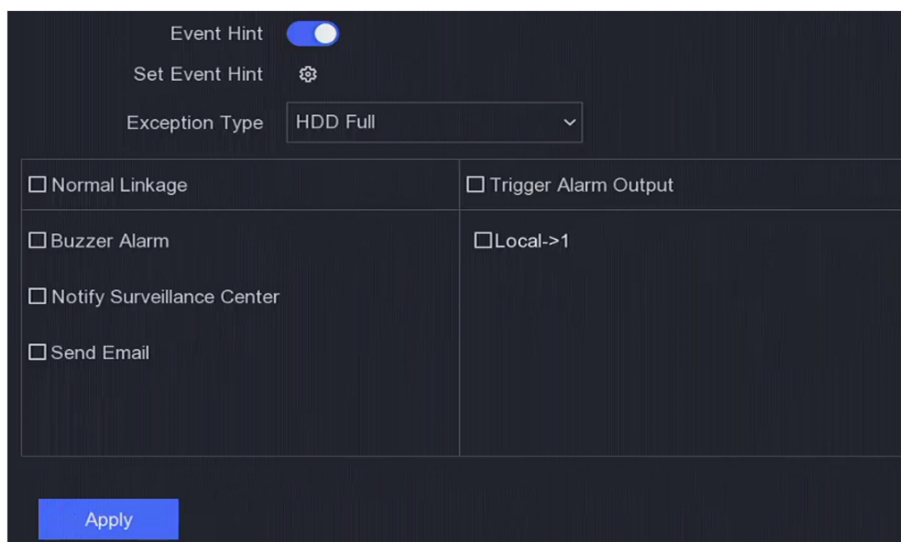 Event Hint
Set Event Hint
Exception Type HDD Full
Normal Linkage Trigger Alarm Output
Buzzer Alarm Local->1
Notify Surveillance Center
Send Email
Apply